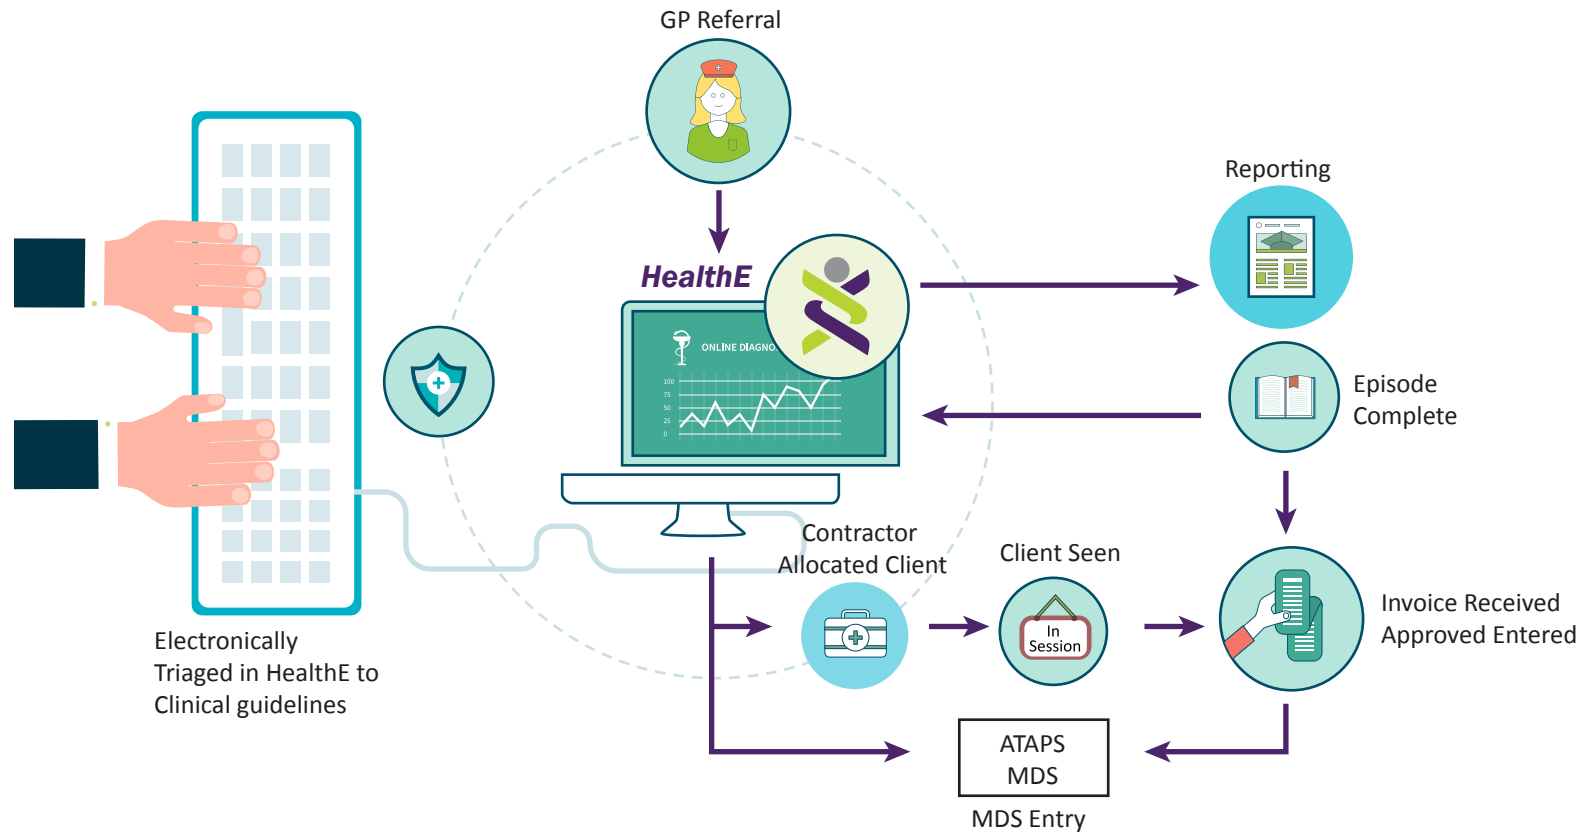 GP Referral
Reporting
HealthE
ONLINE DIAGNO
100
75
50
25
0
Episode
Complete
Contractor
Allocated Client
Client Seen
In
Session
Invoice Received
Approved Entered
Electronically
Triaged in HealthE to
Clinical guidelines
ATAPS
MDS
MDS Entry